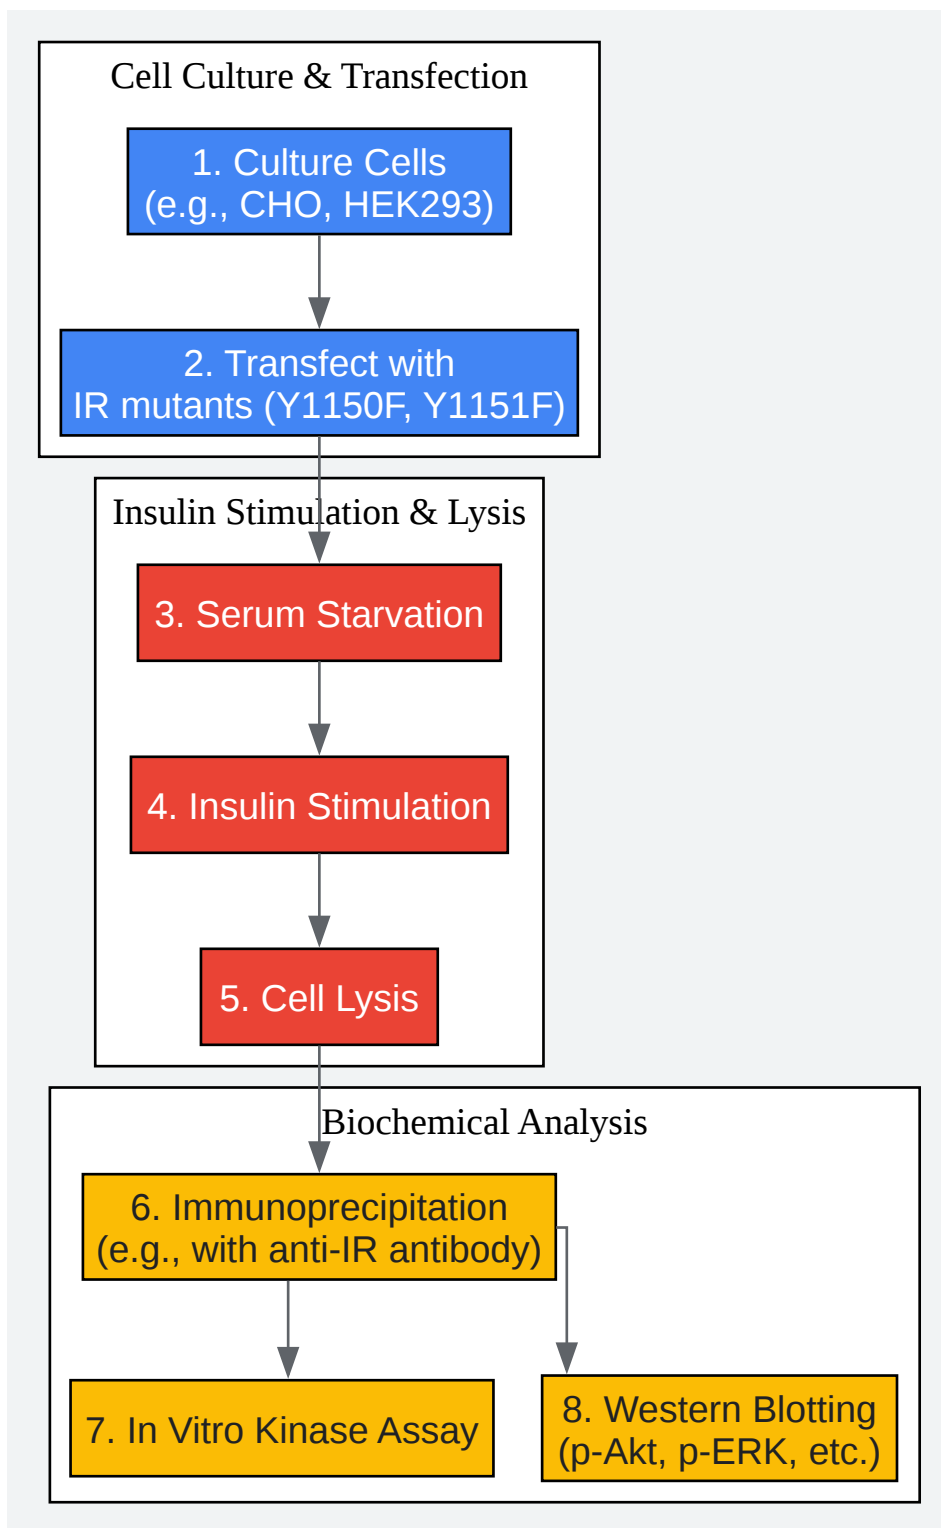 Cell Culture & Transfection
1. Culture Cells
(e.g., CHO, HEK293)
2. Transfect with
IR mutants (Y1150F, Y1151F)
Insulin Stimulation & Lysis
3. Serum Starvation
4. Insulin Stimulation
5. Cell Lysis
Biochemical Analysis
6. Immunoprecipitation
(e.g., with anti-IR antibody)
7. In Vitro Kinase Assay
8. Western Blotting
(p-Akt, p-ERK, etc.)